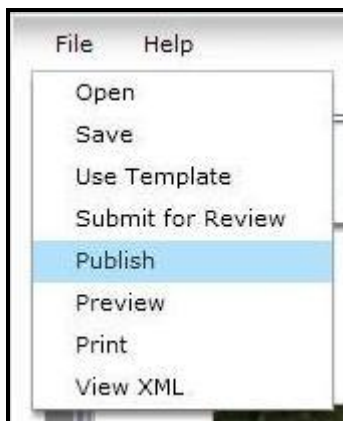 File Help
Open
Save
Use Template
Submit for Review
Publish
Preview
Print
View XML